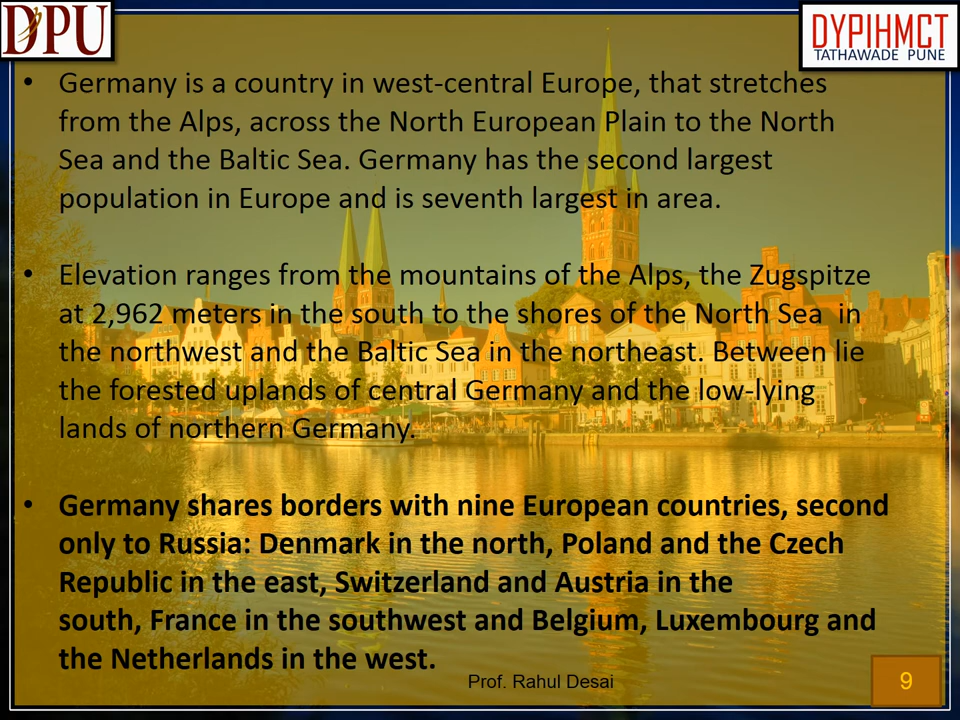 DPU
DYPIHMCT
TATHAWADE PUNE
• Germany is a country in west-central Europe, that stretches
from the Alps, across the North European Plain to the North
Sea and the Baltic Sea. Germany has the second largest
population in Europe and is seventh largest in area.
• Elevation ranges from the mountains of the Alps, the Zugspitze
at 2,962 meters in the south to the shores of the North Sea  in
the northwest and the Baltic Sea in the northeast. Between lie
the forested uplands of central Germany and the low-lying
lands of northern Germany.
• Germany shares borders with nine European countries, second
only to Russia: Denmark in the north, Poland and the Czech
Republic in the east, Switzerland and Austria in the
south, France in the southwest and Belgium, Luxembourg and
the Netherlands in the west.
Prof. Rahul Desai
9